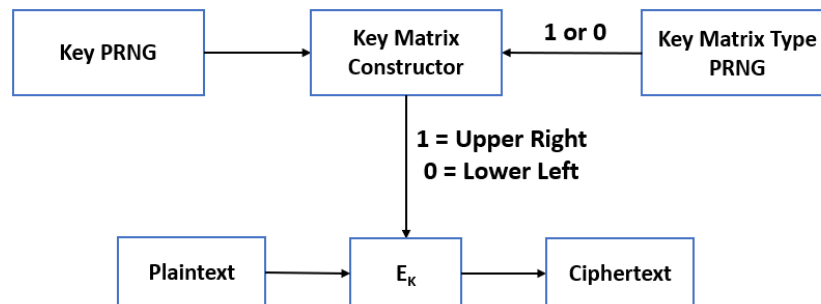 Key PRNG
Key Matrix
Constructor
1 or 0
Key Matrix Type
PRNG
1 = Upper Right
0 = Lower Left
Plaintext
E_K
Ciphertext